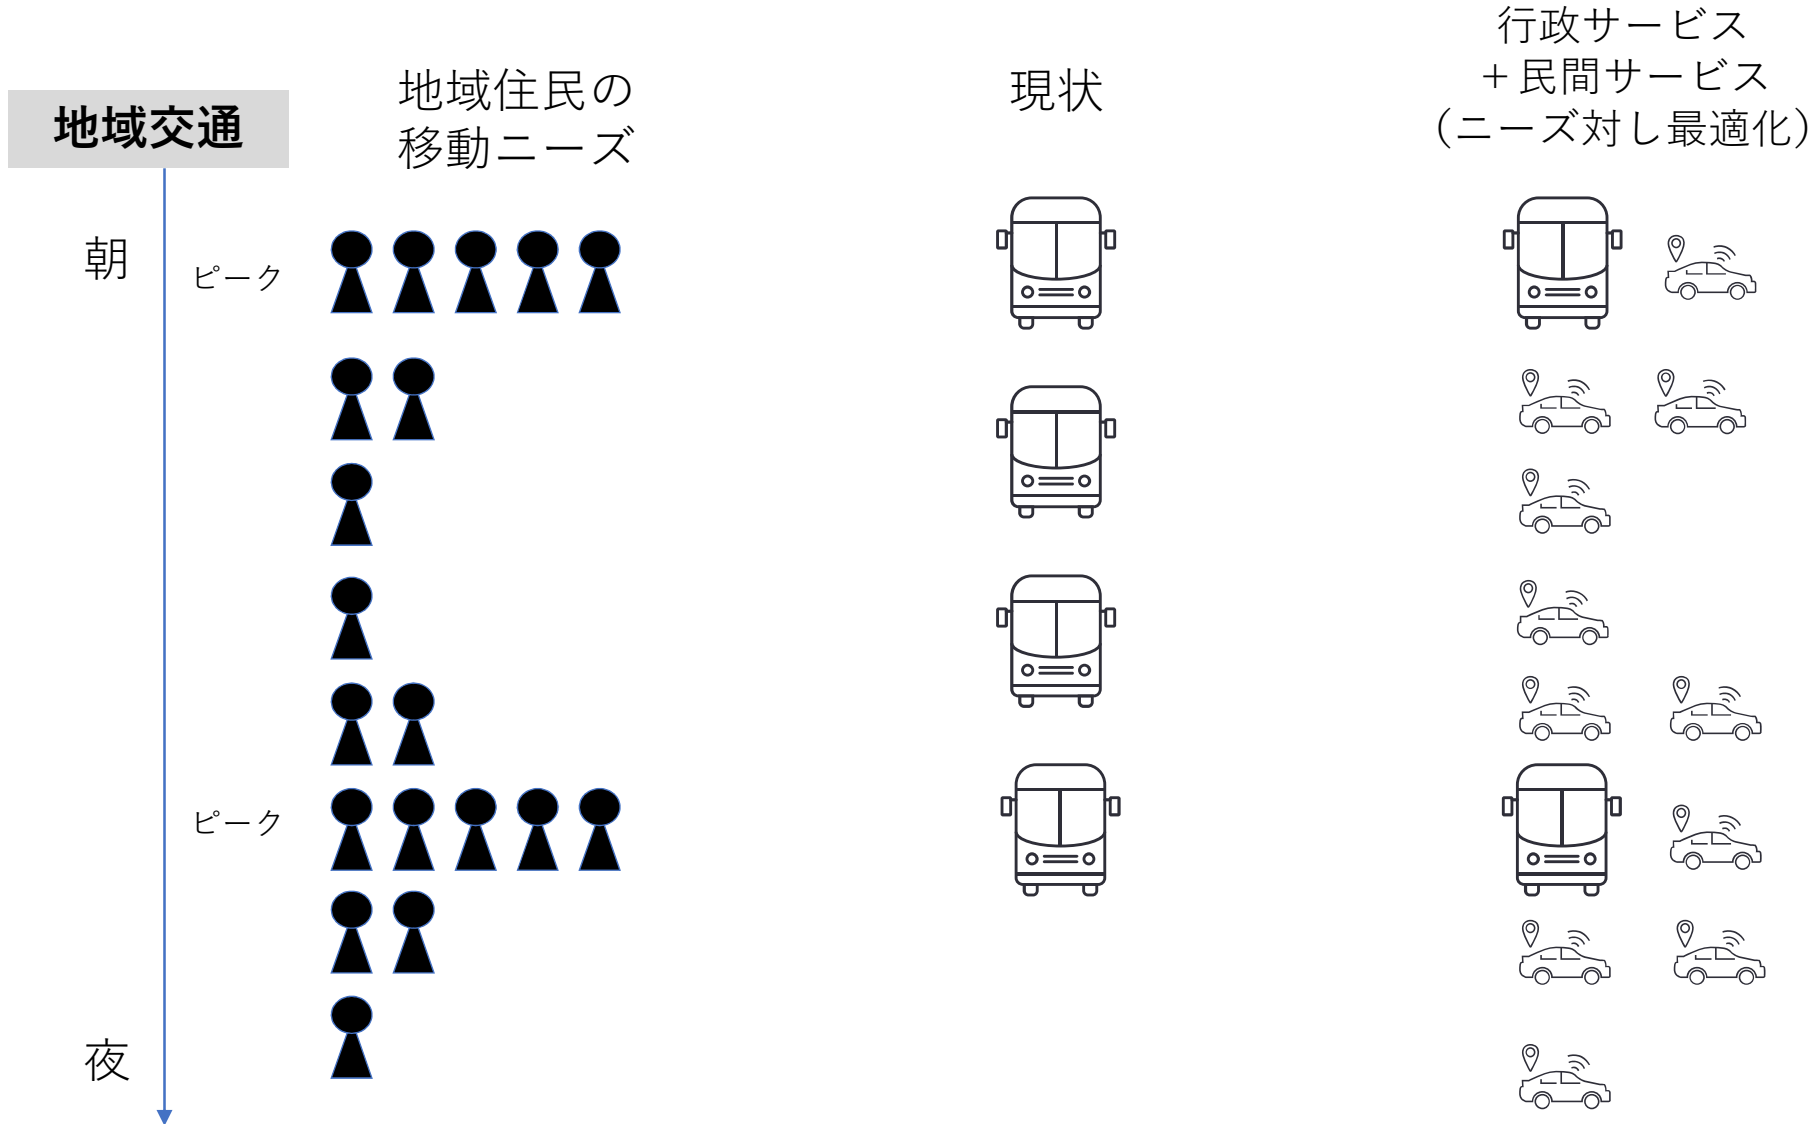 地域交通
地域住民の
移動ニーズ
現状
行政サービス
＋民間サービス
（ニーズ対し最適化）
朝
ピーク
ピーク
夜